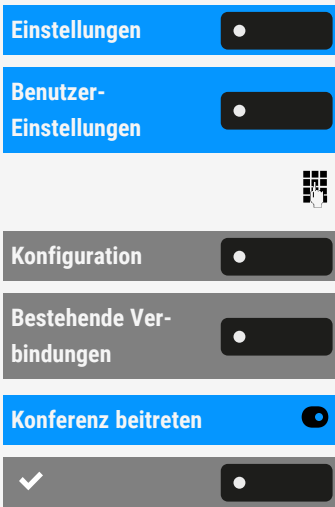 Einstellungen
Benutzer-
Einstellungen
Konfiguration
Bestehende Ver-
bindungen
Konferenz beitreten